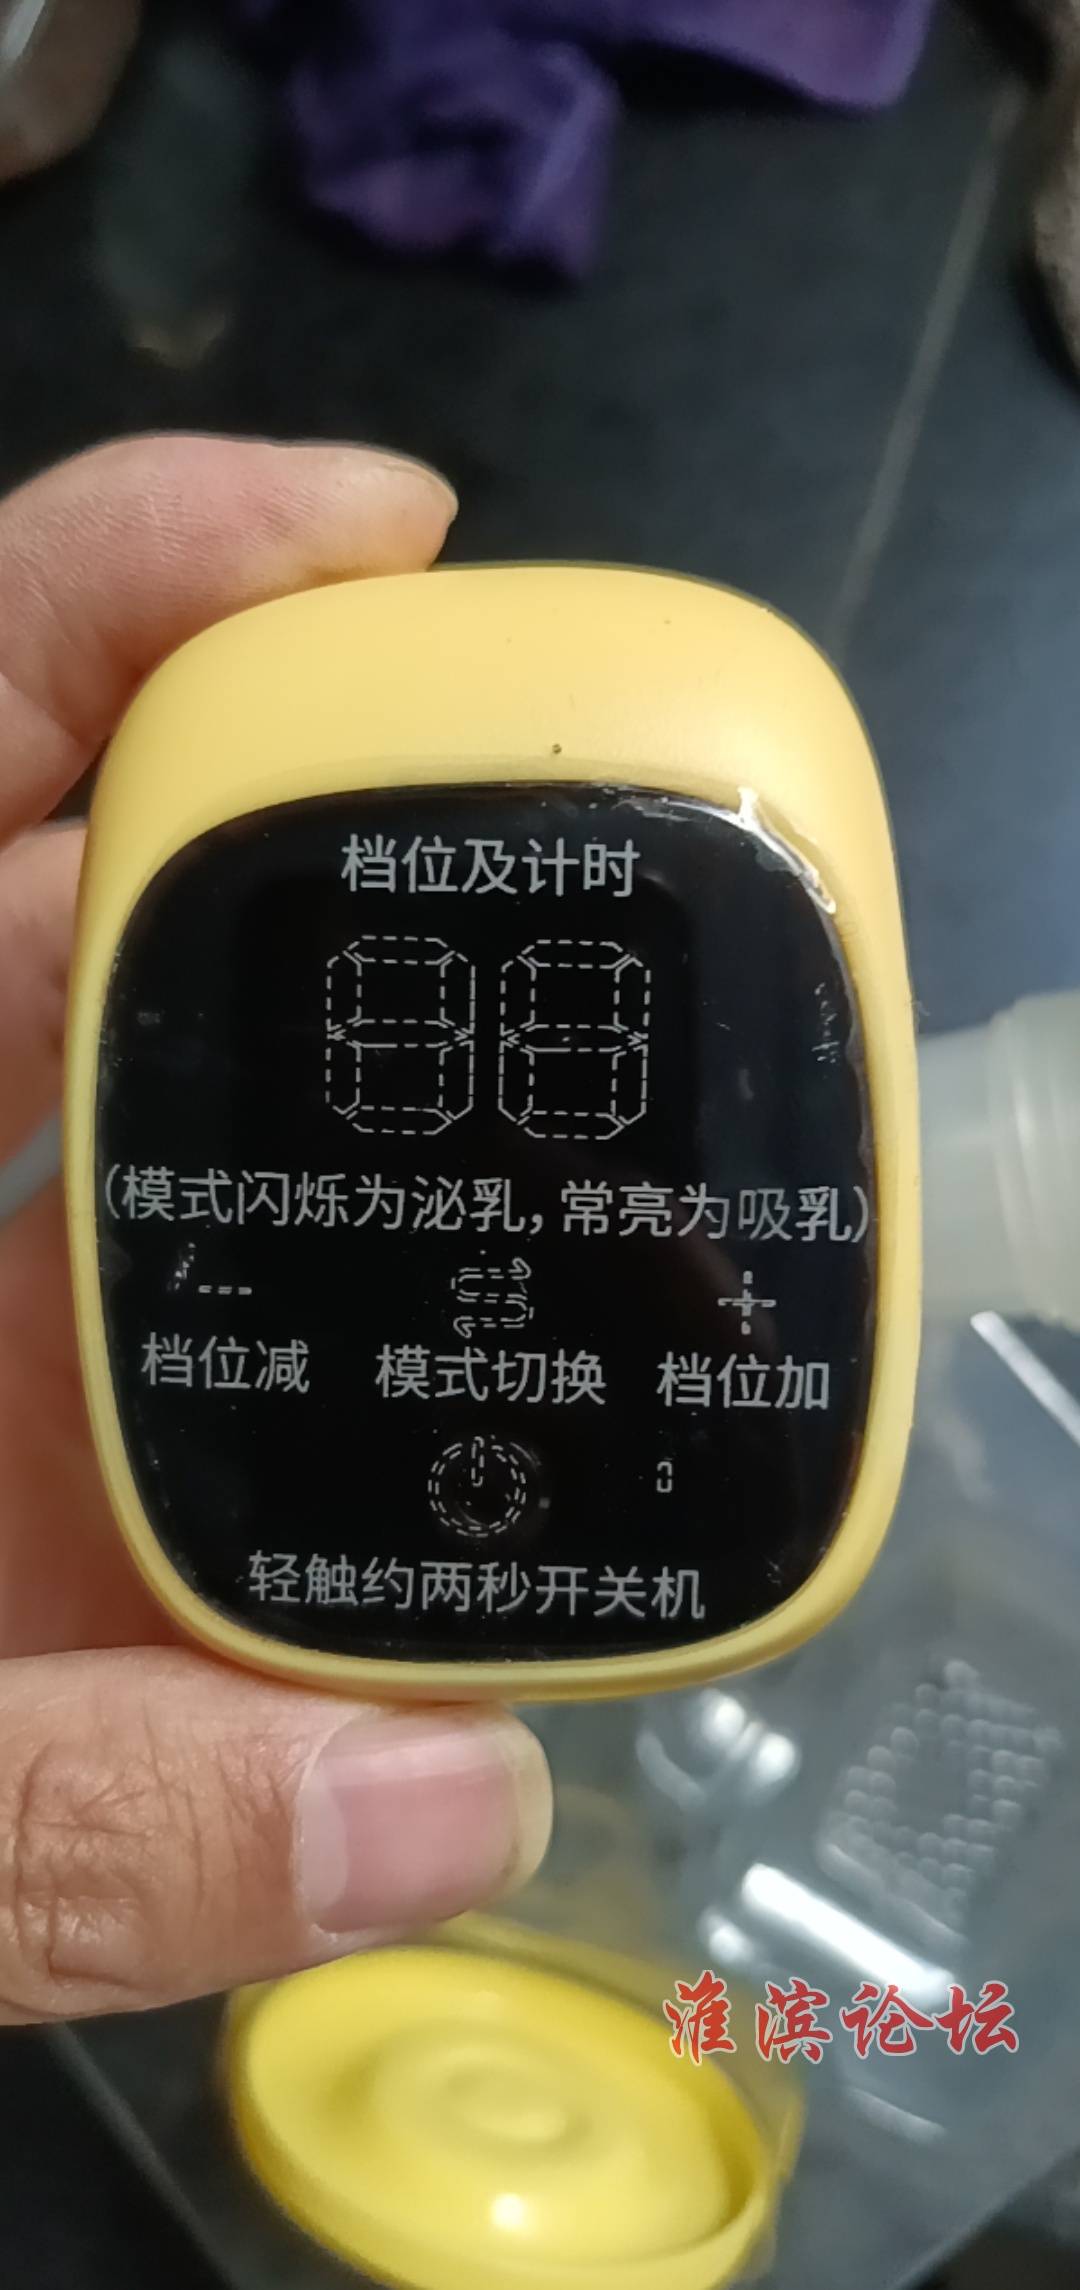 档位及计时
88
(模式闪烁为泌乳,常亮为吸乳)
档位减 模式切换 档位加
轻触约两秒开关机
淮滨论坛